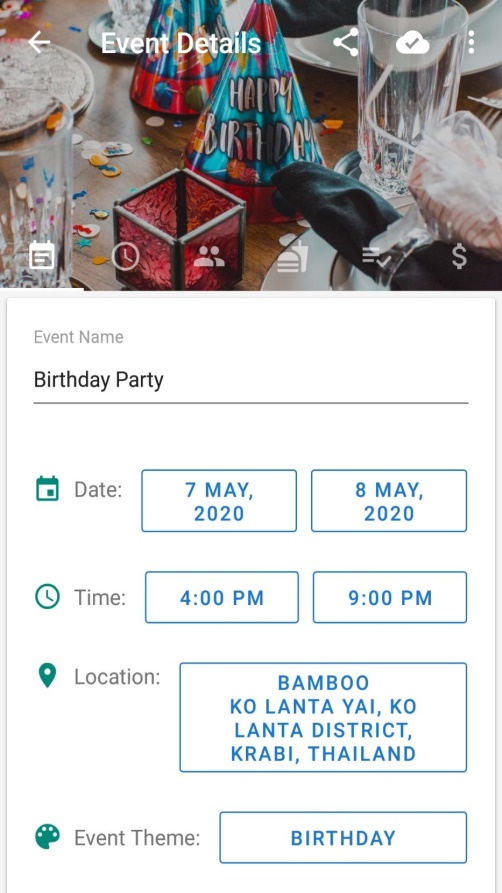 Event Details
HAPPY
BIRTHDAY
Event Name
Birthday Party
Date:
7 MAY,
2020
8 MAY,
2020
Time:
4:00 PM
9:00 PM
Location:
BAMBOO
KO LANTA YAI, KO
LANTA DISTRICT,
KRABI, THAILAND
Event Theme:
BIRTHDAY